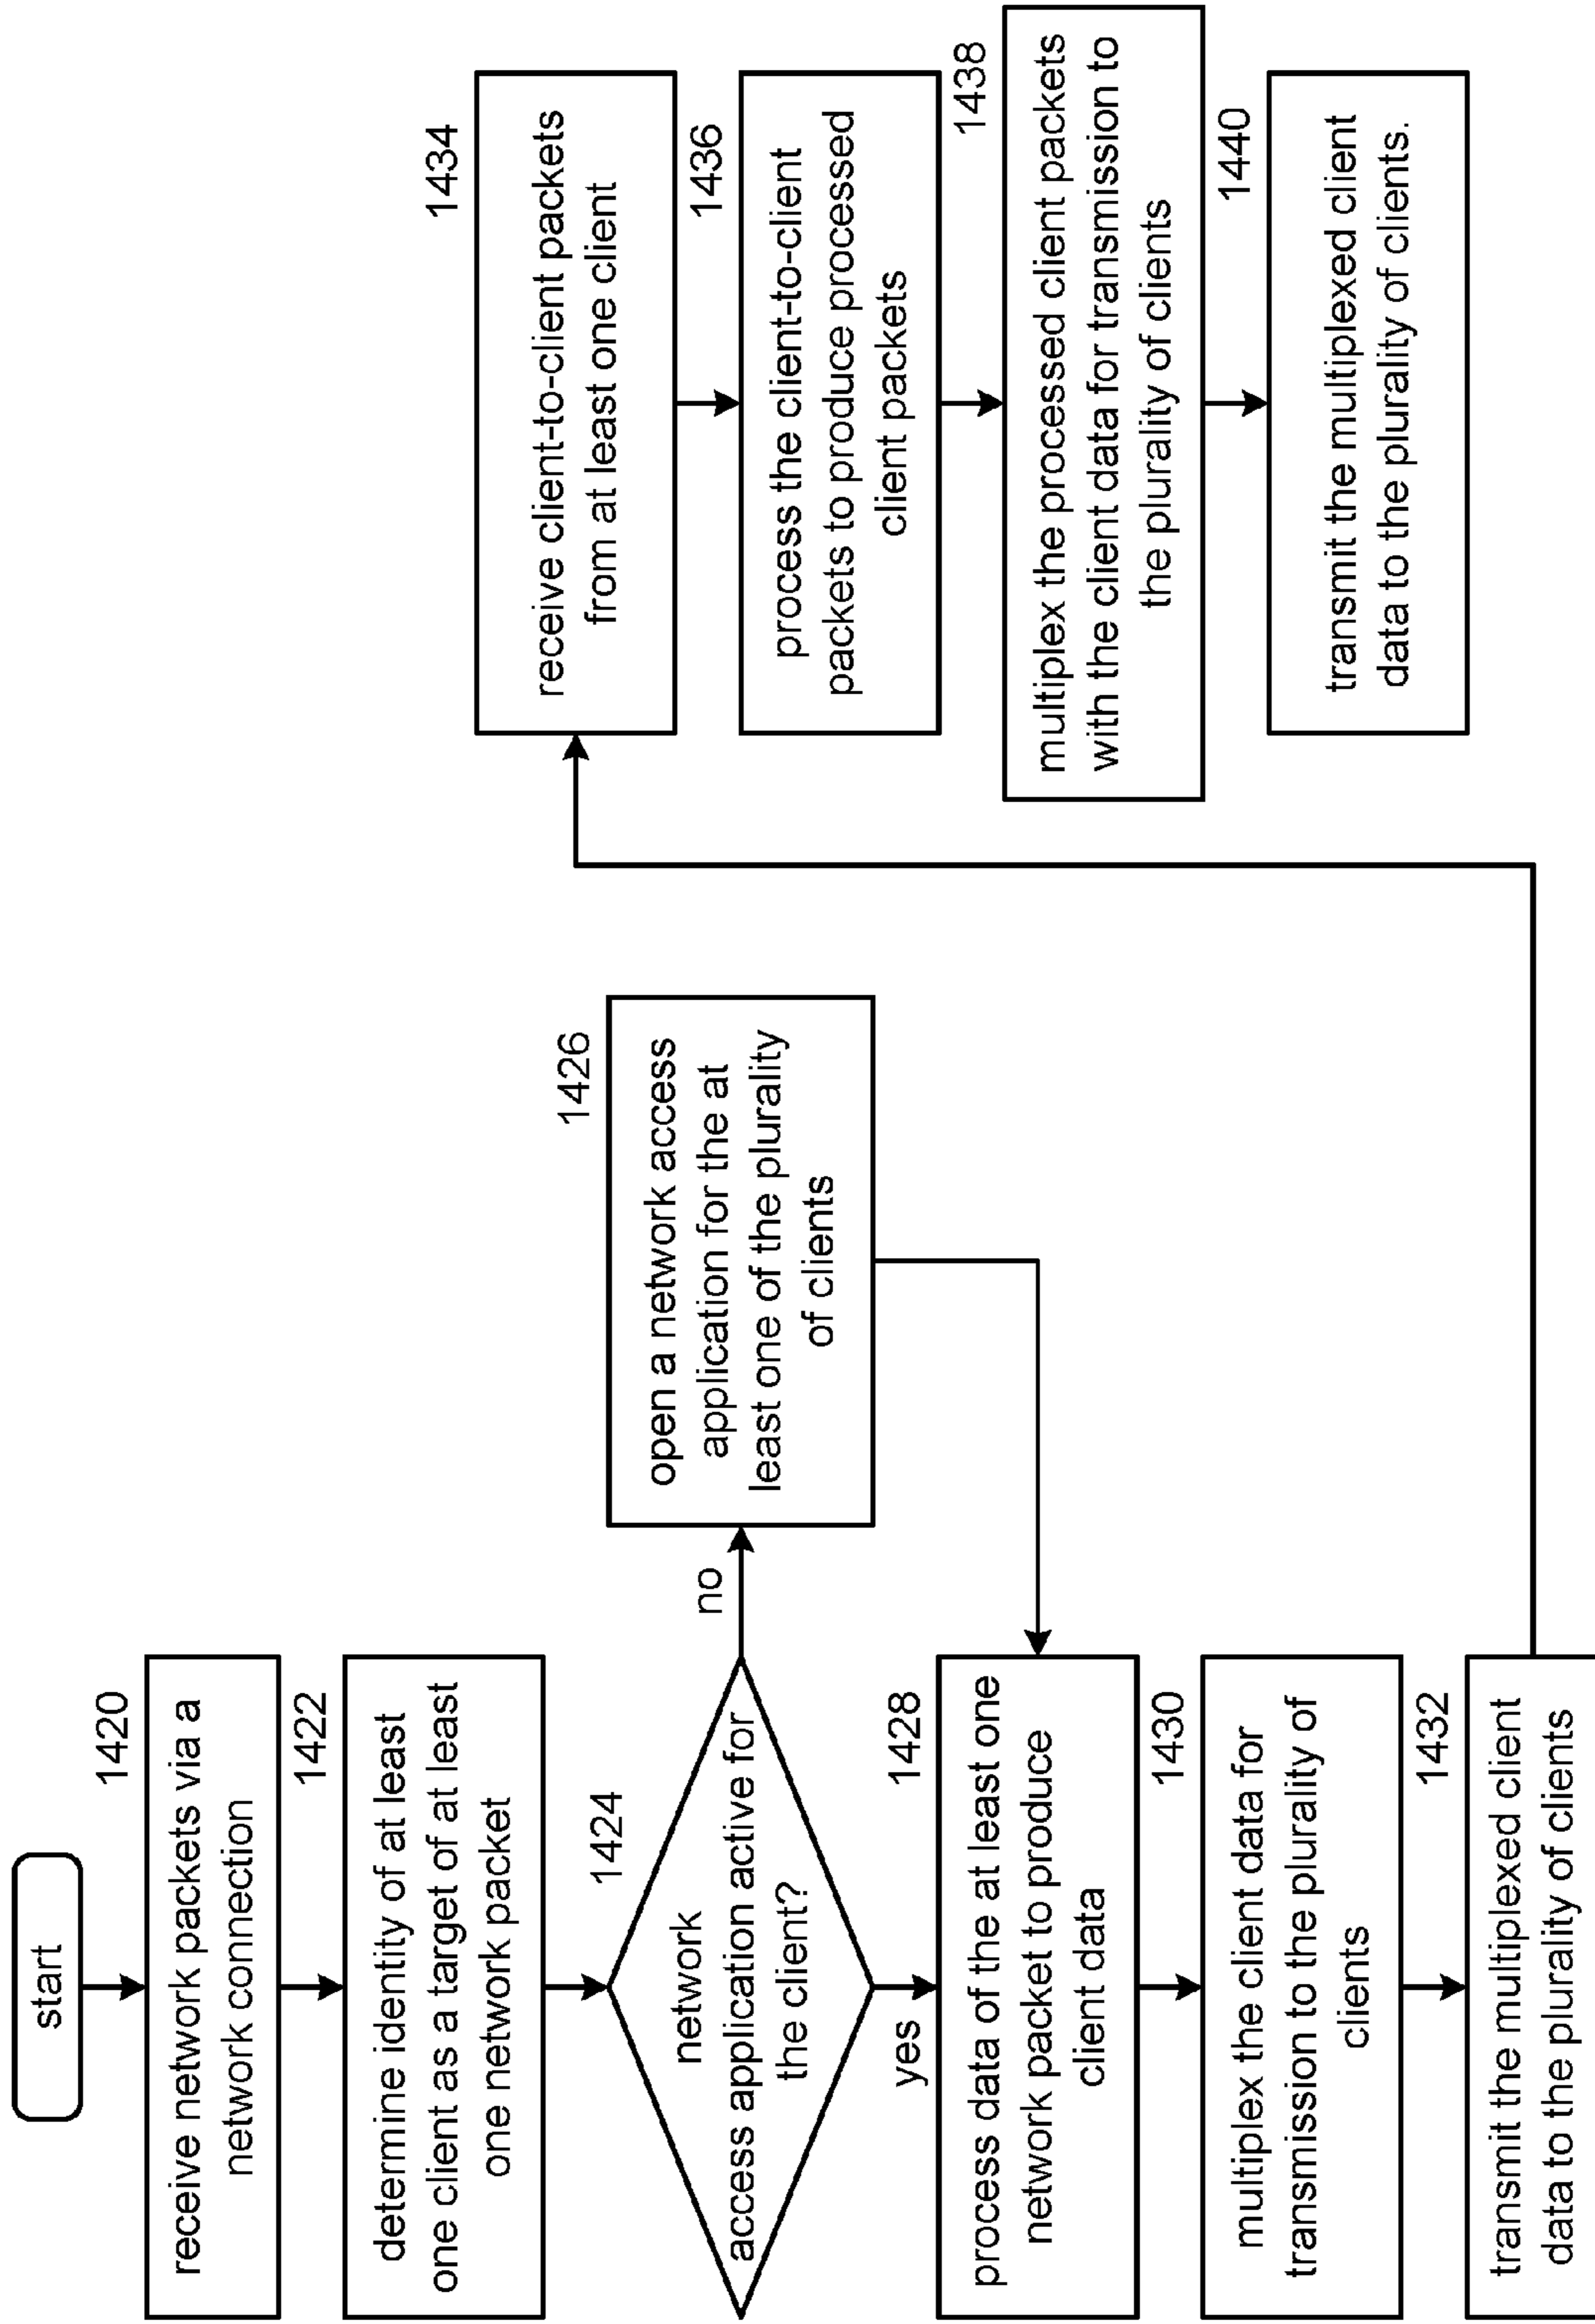 start
1420
receive network packets via a
network connection
1422
determine identity of at least
one client as a target of at least
one network packet
1424
network
access application active for
the client?
no
yes
1426
open a network access
application for the at
least one of the plurality
of clients
1428
process data of the at least one
network packet to produce
client data
1430
multiplex the client data for
transmission to the plurality of
clients
1432
transmit the multiplexed client
data to the plurality of clients
1434
receive client-to-client packets
from at least one client
1436
process the client-to-client
packets to produce processed
client packets
1438
multiplex the processed client packets
with the client data for transmission to
the plurality of clients
1440
transmit the multiplexed client
data to the plurality of clients.